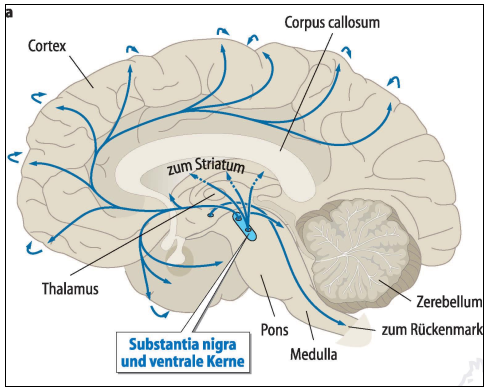 a
Corpus callosum
Cortex
zum Striatum
Thalamus
Zerebellum
Pons
zum Rückenmark
Medulla
Substantia nigra
und ventrale Kerne